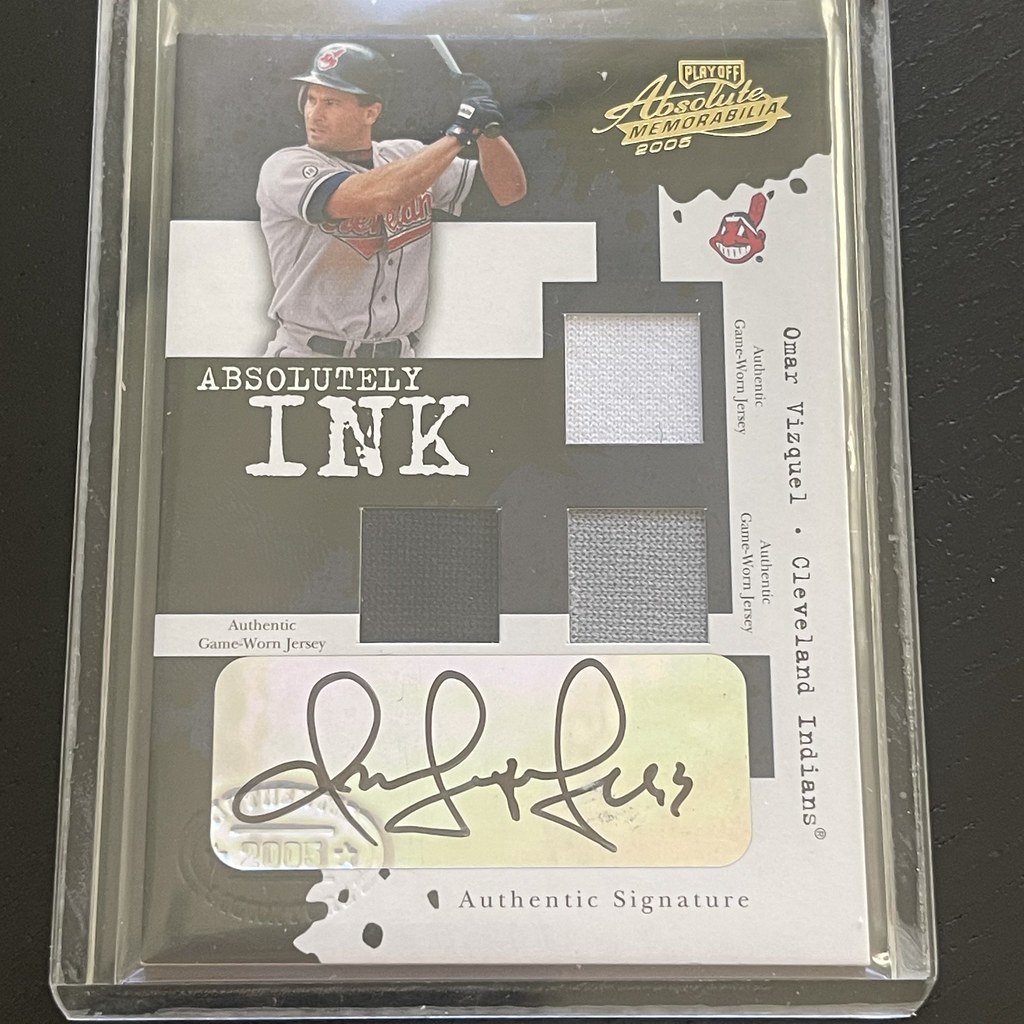 PLAYOFF
Absolute
MEMORABILIA
2005
ABSOLUTELY
INK
Authentic
Game-Worn Jersey
Omar Vizquel • Cleveland Indians®
Authentic
Game-Worn Jersey
Authentic
Game-Worn Jersey
2005
Authentic Signature